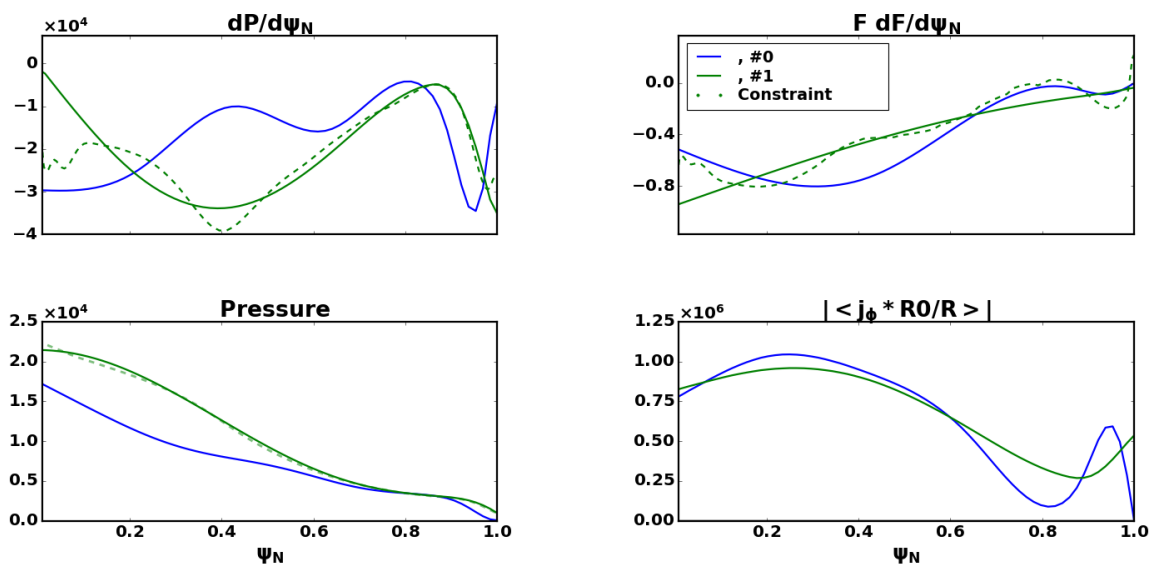 dP/dψN
×10⁴
0
−1
−2
−3
−4
F dF/dψN
, #0
, #1
Constraint
0.0
−0.4
−0.8
Pressure
×10⁴
2.5
2.0
1.5
1.0
0.5
0.0
0.2 0.4 0.6 0.8 1.0
ψN
| < jϕ * R0/R > |
×10⁶
1.25
1.00
0.75
0.50
0.25
0.00
0.2 0.4 0.6 0.8 1.0
ψN